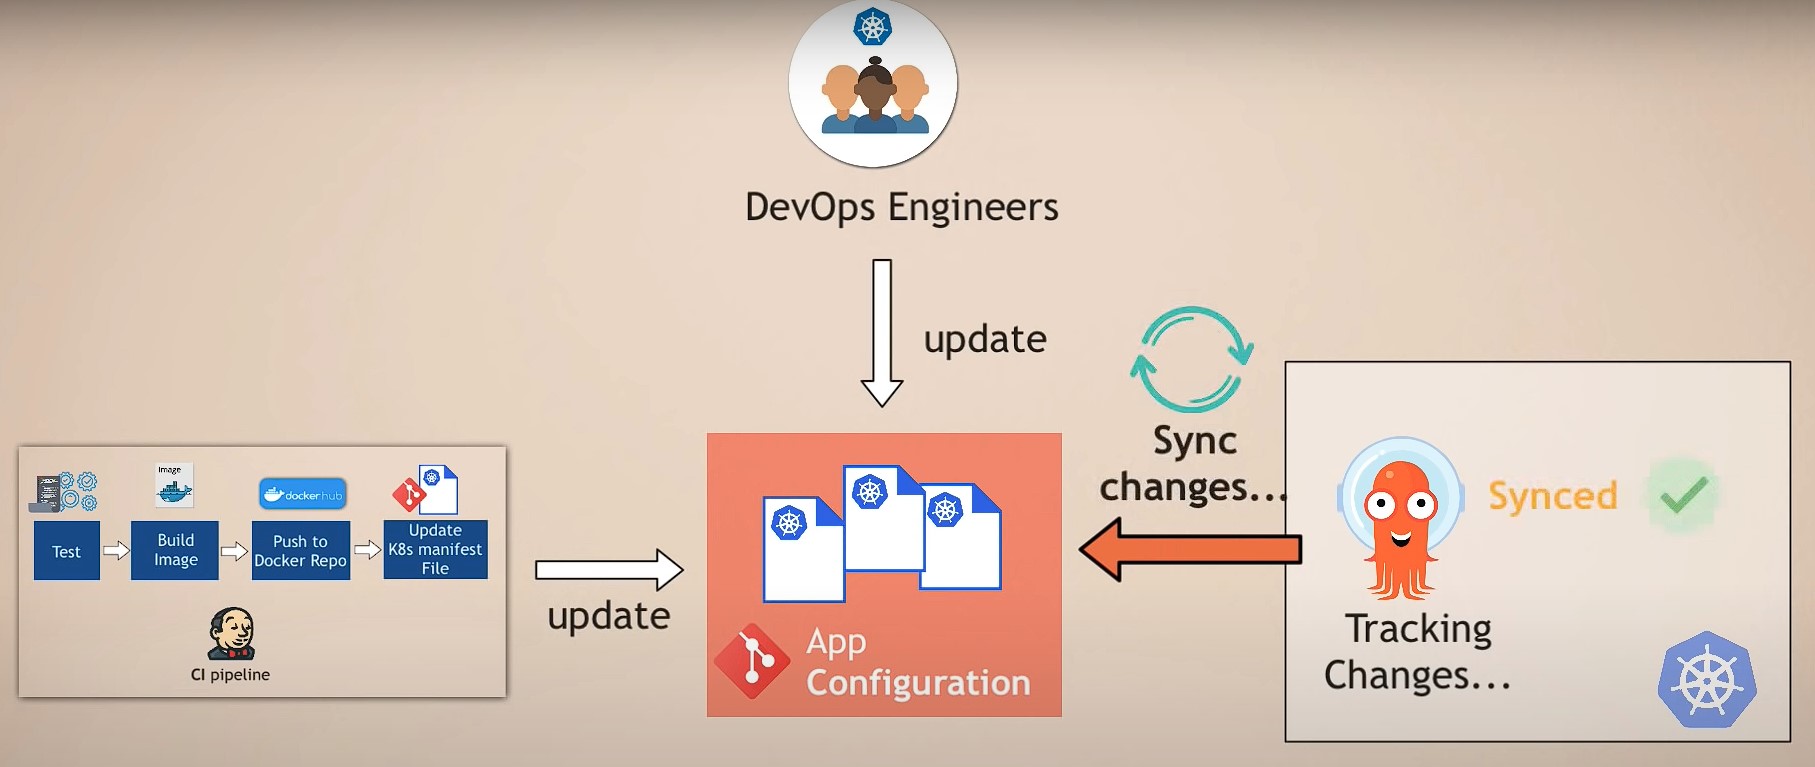 DevOps Engineers
update
Sync
changes...
Synced
Tracking
Changes...
Image
docker hub
Test
Build
Image
Push to
Docker Repo
Update
K8s manifest
File
CI pipeline
update
App
Configuration